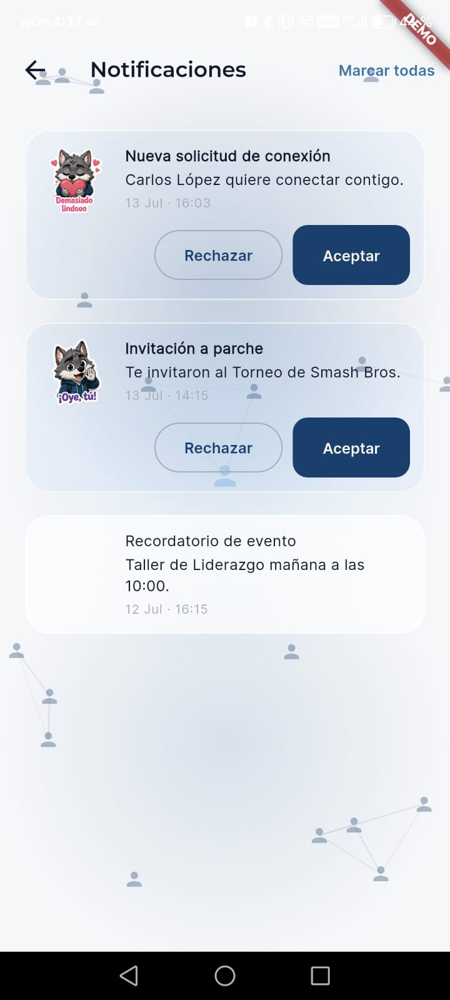 WOM 4:32
DEMO
Notificaciones
Marcar todas
Nueva solicitud de conexión
Carlos López quiere conectar contigo.
13 Jul · 16:03
Demasiado
lindooo
Rechazar
Aceptar
Invitación a parche
Te invitaron al Torneo de Smash Bros.
13 Jul · 14:15
¡Oye, tú!
Rechazar
Aceptar
Recordatorio de evento
Taller de Liderazgo mañana a las
10:00.
12 Jul · 16:15